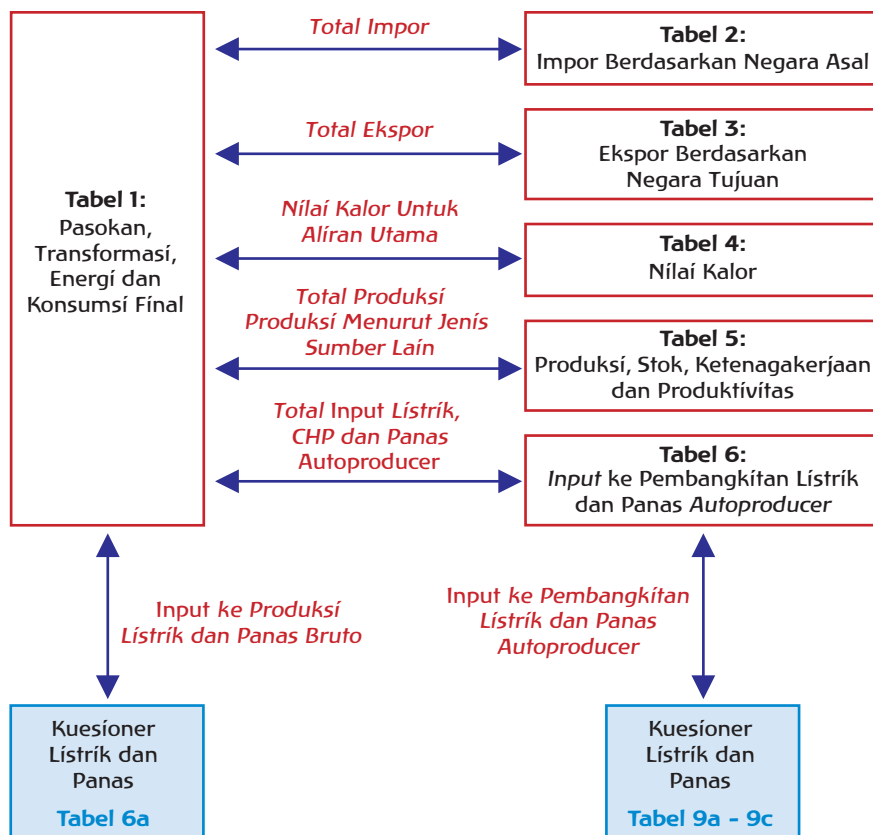 Tabel 1:
Pasokan,
Transformasi,
Energi dan
Konsumsi Final
Total Impor
Tabel 2:
Impor Berdasarkan Negara Asal
Total Ekspor
Tabel 3:
Ekspor Berdasarkan
Negara Tujuan
Nilai Kalor Untuk
Aliran Utama
Tabel 4:
Nilai Kalor
Total Produksi
Produksi Menurut Jenis
Sumber Lain
Tabel 5:
Produksi, Stok, Ketenagakerjaan
dan Produktivitas
Total Input Listrik,
CHP dan Panas
Autoproducer
Tabel 6:
Input ke Pembangkitan Listrik
dan Panas Autoproducer
Input ke Produksi
Listrik dan Panas Bruto
Input ke Pembangkitan
Listrik dan Panas
Autoproducer
Kuesioner
Listrik dan
Panas
Tabel 6a
Kuesioner
Listrik dan
Panas
Tabel 9a - 9c